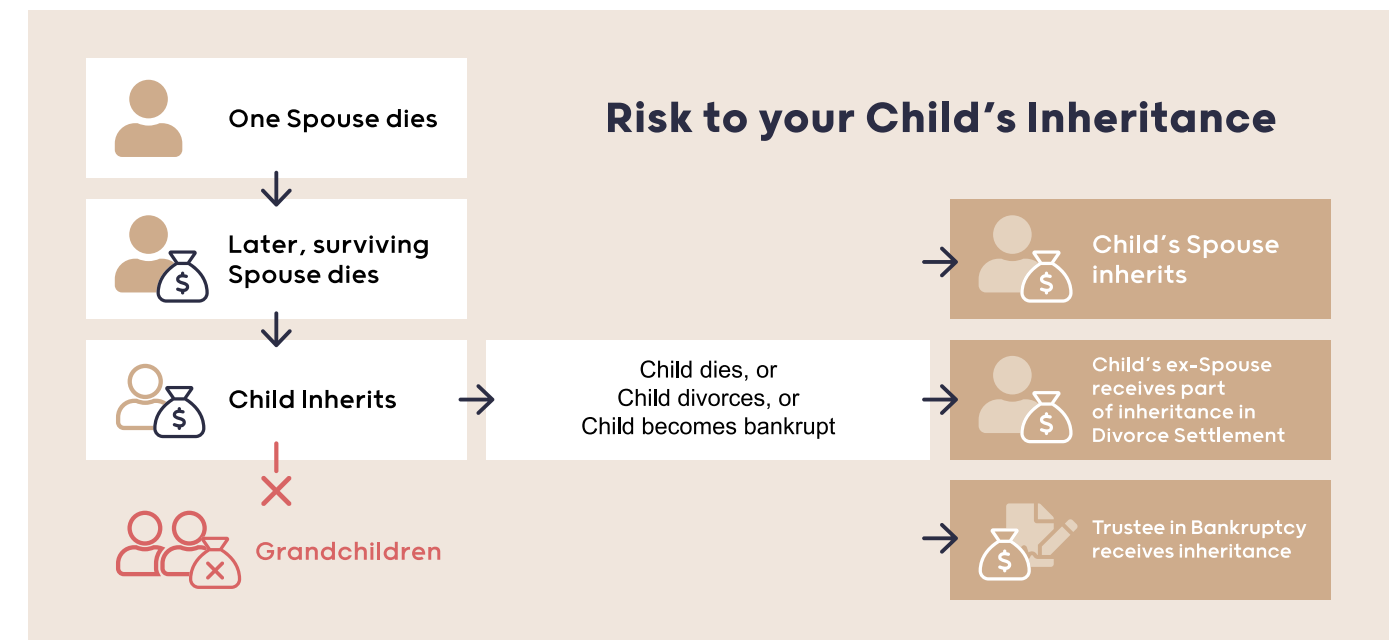 Risk to your Child's Inheritance
One Spouse dies
Later, surviving
Spouse dies
$
Child Inherits
$
Grandchildren
Child dies, or
Child divorces, or
Child becomes bankrupt
Child's Spouse
inherits
$
Child's ex-Spouse
receives part
of inheritance in
Divorce Settlement
$
Trustee in Bankruptcy
receives inheritance
$